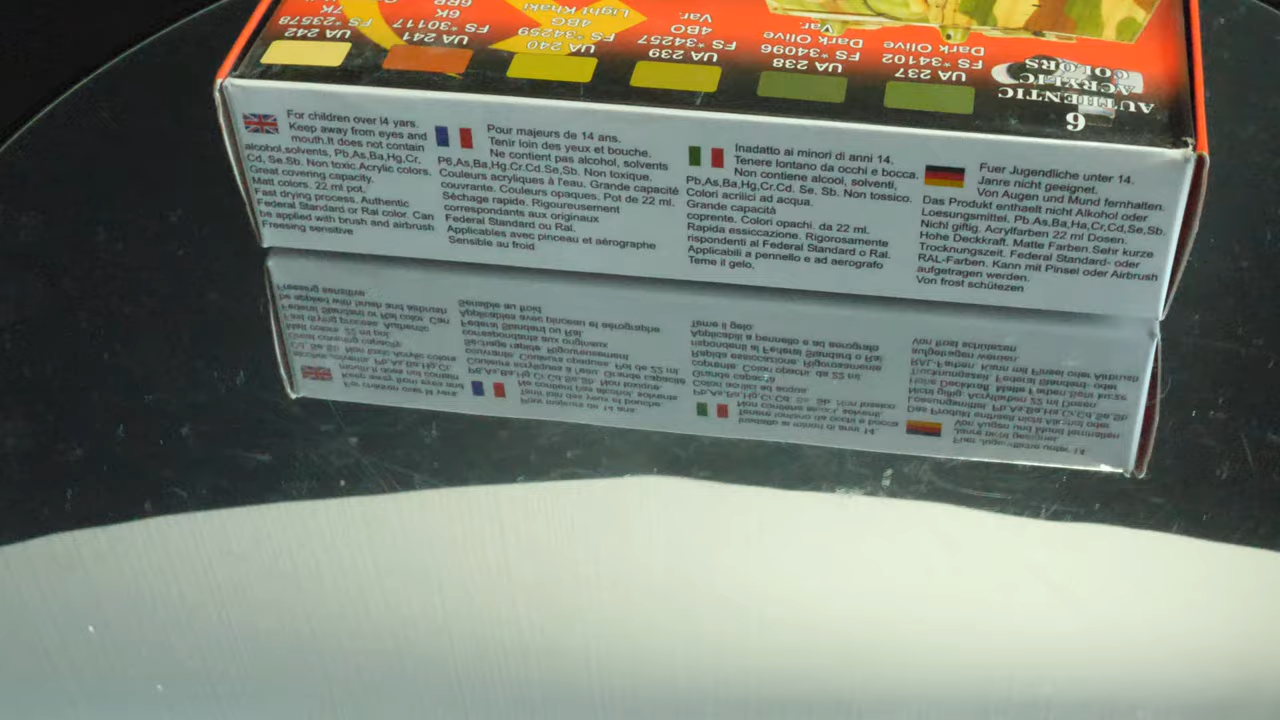 6
AUTHENTIC
ACRYLIC
COLORS
UA 237
FS *34102
Dark Olive
UA 238
FS *34096
Dark Olive
Var.
UA 239
FS *34257
4BO
Var.
UA 240
FS *34259
4BG
Light Khaki
UA 241
FS *30117
6K
6RP
UA 242
FS *23578
7K
For children over l4 yars.
Keep away from eyes and
mouth.It does not contain
alcohol,solvents, Pb,As,Ba,Hg,Cr,
Cd, Se,Sb. Non toxic Acrylic colors.
Great covering capacity.
Matt colors. 22 ml pot.
Fast drying process. Authentic
Federal Standard or Ral color. Can
be applied with brush and airbrush
Freezing sensitive
Pour majeurs de 14 ans.
Tenir loin des yeux et bouche.
Ne contient pas alcohol, solvents
P6,As,Ba,Hg,Cr.Cd,Se,Sb. Non toxique.
Couleurs acryliques à l'eau. Grande capacité
couvrante. Couleurs opaques. Pot de 22 ml.
Séchage rapide. Rigoureusement
correspondants aux originaux
Federal Standard ou Ral.
Applicables avec pinceau et aérographe
Sensible au froid
Inadatto ai minori di anni 14.
Tenere lontano da occhi e bocca.
Non contiene alcool, solventi,
Pb,As,Ba,Hg,Cr.Cd. Se, Sb. Non tossico.
Colori acrilici ad acqua.
Grande capacità
coprente. Colori opachi. da 22 ml.
Rapida essiccazione. Rigorosamente
rispondenti al Federal Standard o Ral.
Applicabili a pennello e ad aerografo
Teme il gelo,
Fuer Jugendliche unter 14.
Jahre nicht geeignet.
Von Augen und Mund fernhalten.
Das Produkt enthaelt nicht Alkohol oder
Loesungsmittel, Pb,As,Ba,Ha,Cr,Cd,Se,Sb.
Nichl giftig. Acrylfarben 22 ml Dosen.
Hohe Deckkraft. Matte Farben.Sehr kurze
Trocknungszeit. Federal Standard- oder
RAL-Farben. Kann mit Pinsel oder Airbrush
aufgetragen werden.
Von frost schützen